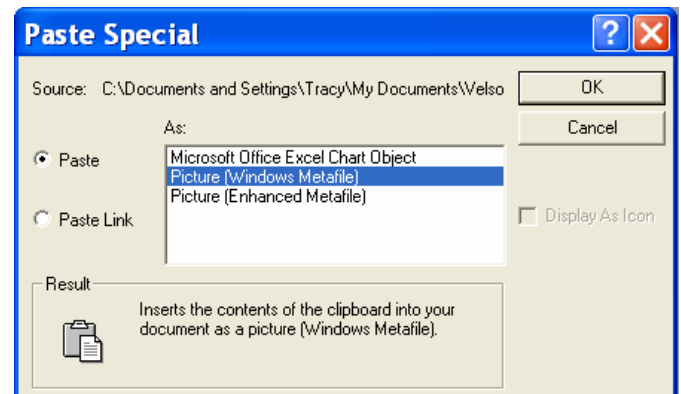 Paste Special
Source: C:\Documents and Settings\Tracy\My Documents\Velso
OK
As:
Cancel
Paste
Microsoft Office Excel Chart Object
Picture (Windows Metafile)
Picture (Enhanced Metafile)
Paste Link
Display As Icon
Result
Inserts the contents of the clipboard into your
document as a picture (Windows Metafile).